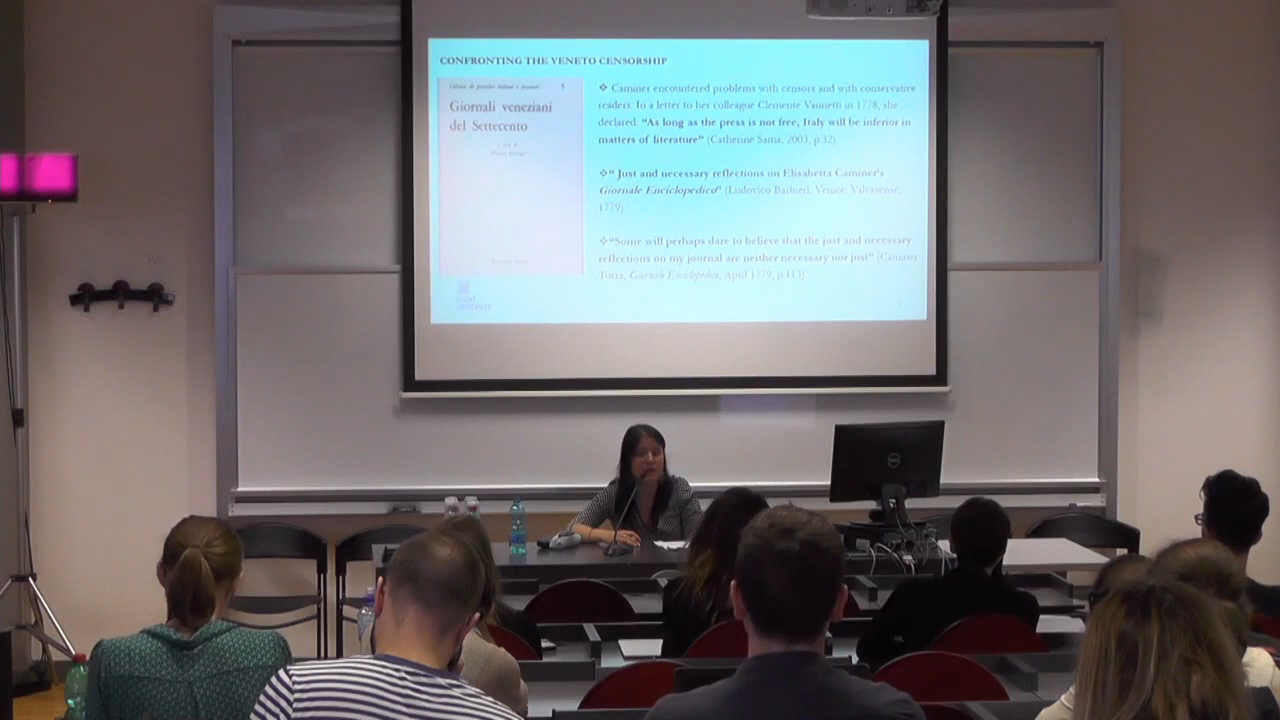 CONFRONTING THE VENETO CENSORSHIP
5
Giornali veneziani
del Settecento
a cura di
❖ Caminer encountered problems with censors and with conservative
readers. In a letter to her colleague Clemente Vannetti in 1778, she
declared: “As long as the press is not free, Italy will be inferior in
matters of literature” (Catherine Sama, 2003, p.32).
❖“ Just and necessary reflections on Elisabetta Caminer's
Giornale Enciclopedico” (Ludovico Barbieri, Venice: Valvasense,
1779).
❖“Some will perhaps dare to believe that the just and necessary
reflections on my journal are neither necessary nor just” (Caminer
Turra, Giornale Enciclopedico, April 1779, p.113).
GHENT
UNIVERSITY
DELL